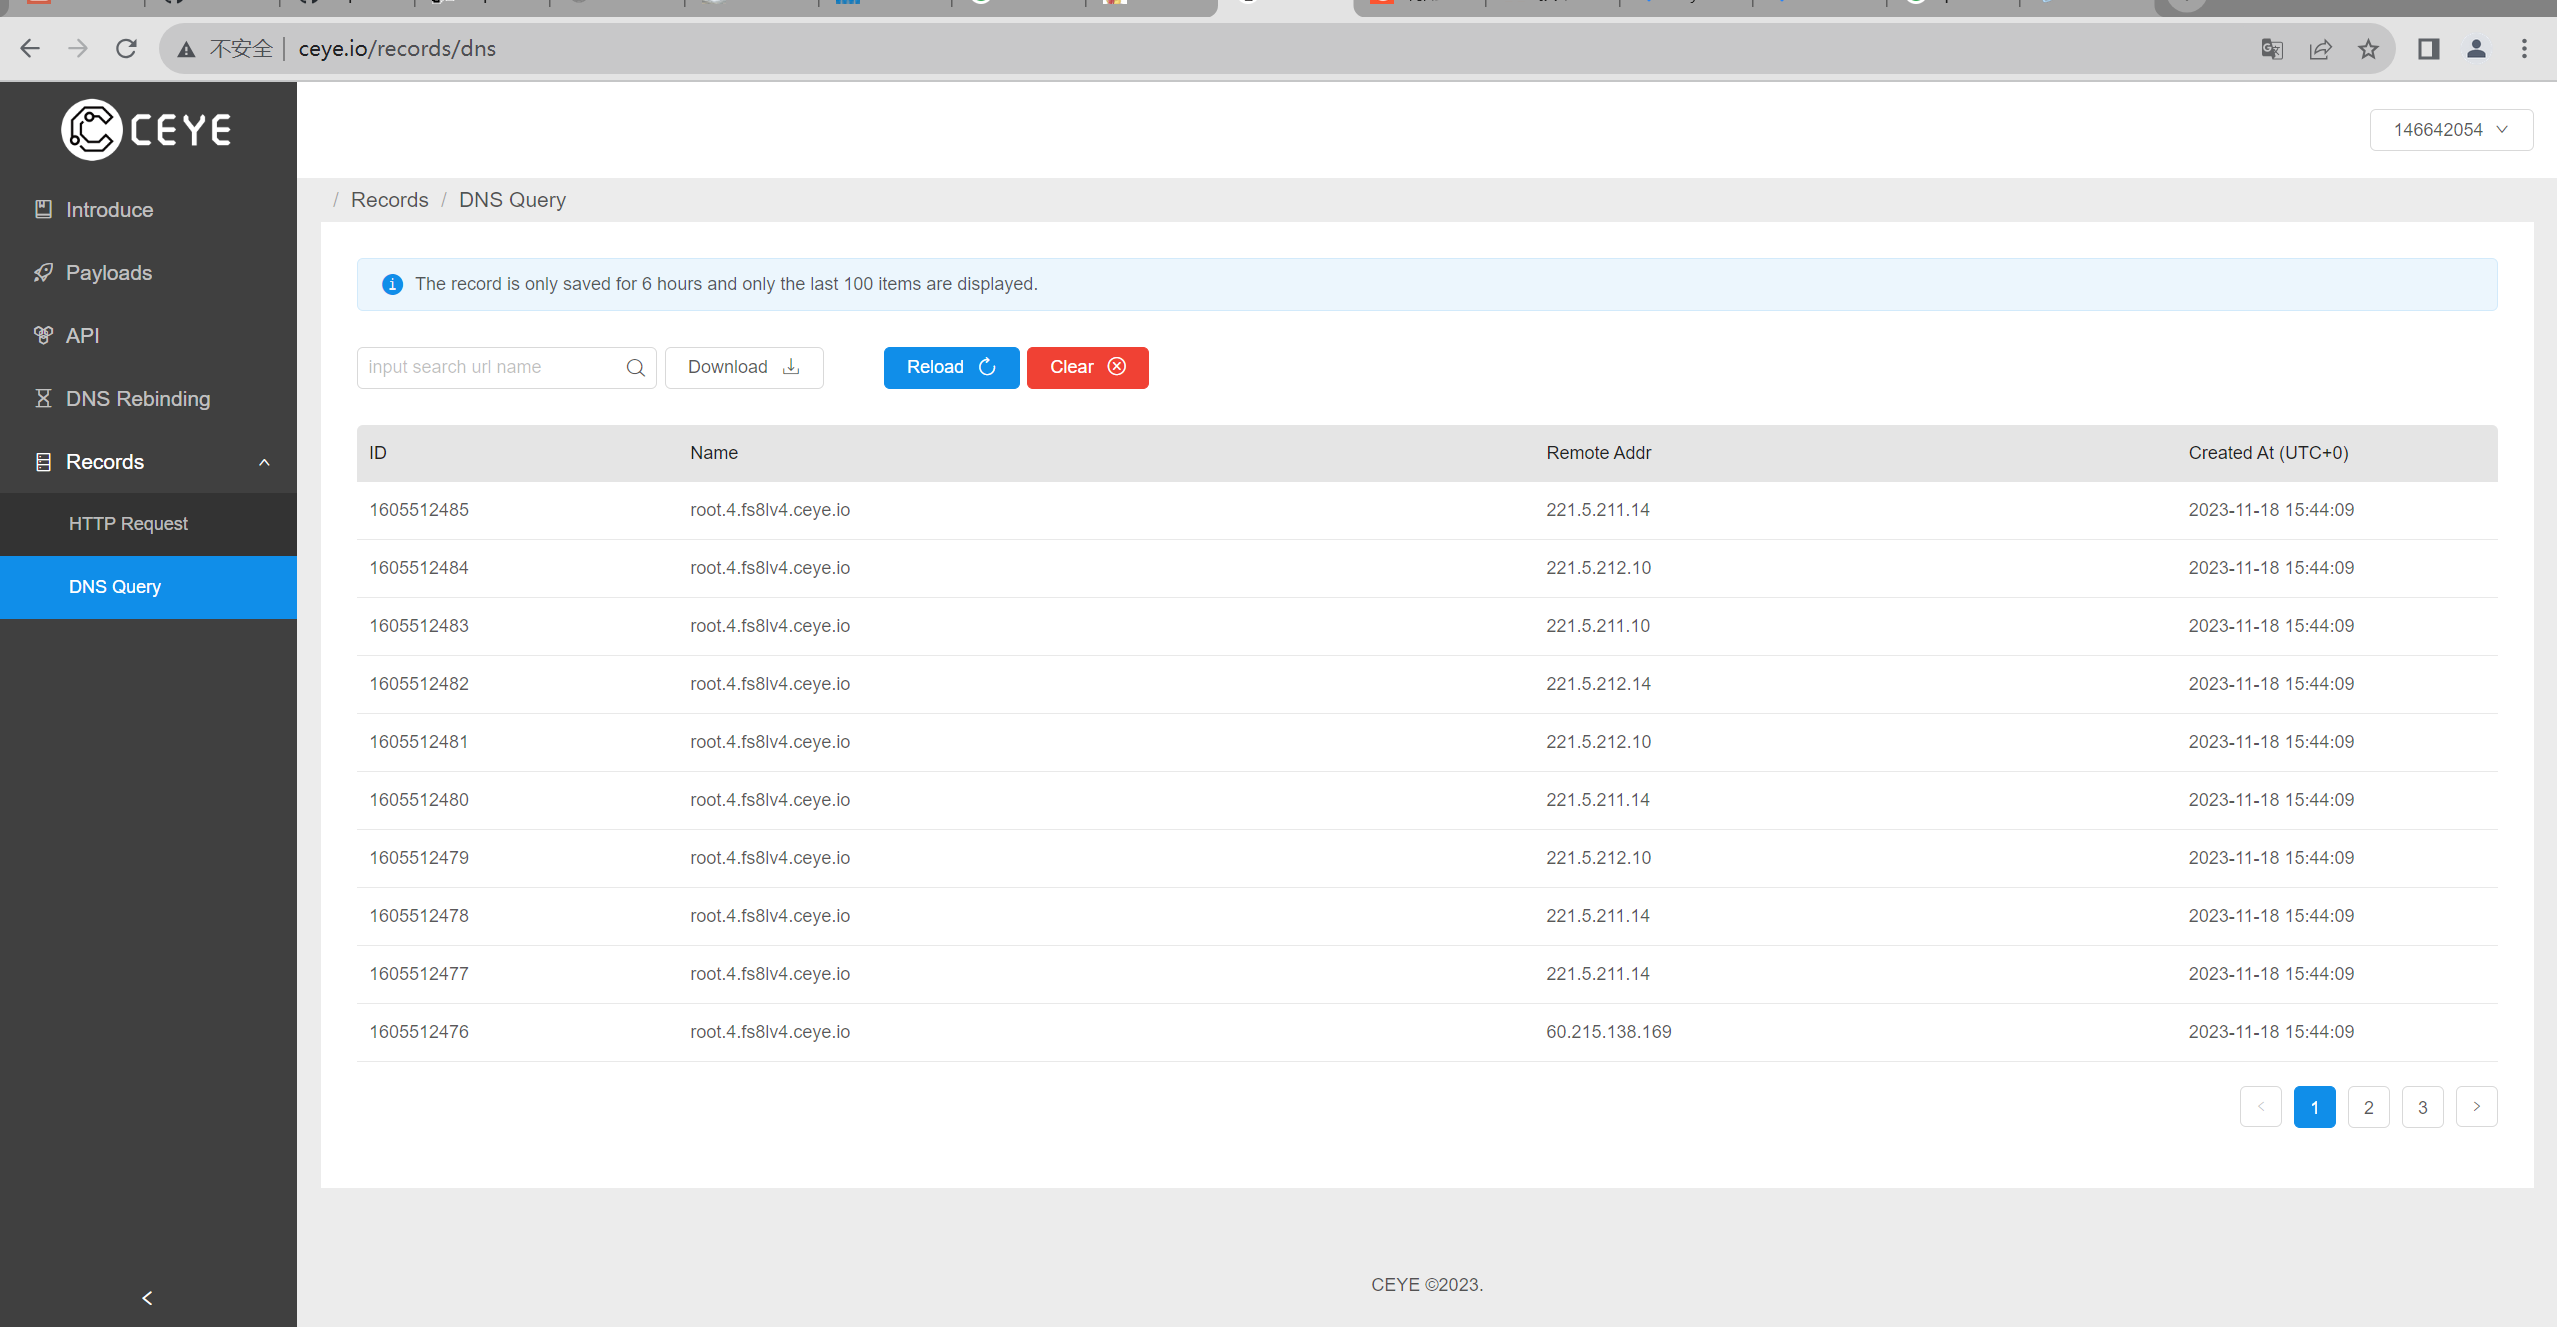 不安全 ceye.io/records/dns
CEYE
146642054
Introduce
Payloads
API
DNS Rebinding
Records
HTTP Request
DNS Query
/ Records / DNS Query
The record is only saved for 6 hours and only the last 100 items are displayed.
input search url name Download Reload Clear
ID Name Remote Addr Created At (UTC+0)
1605512485 root.4.fs8lv4.ceye.io 221.5.211.14 2023-11-18 15:44:09
1605512484 root.4.fs8lv4.ceye.io 221.5.212.10 2023-11-18 15:44:09
1605512483 root.4.fs8lv4.ceye.io 221.5.211.10 2023-11-18 15:44:09
1605512482 root.4.fs8lv4.ceye.io 221.5.212.14 2023-11-18 15:44:09
1605512481 root.4.fs8lv4.ceye.io 221.5.212.10 2023-11-18 15:44:09
1605512480 root.4.fs8lv4.ceye.io 221.5.211.14 2023-11-18 15:44:09
1605512479 root.4.fs8lv4.ceye.io 221.5.212.10 2023-11-18 15:44:09
1605512478 root.4.fs8lv4.ceye.io 221.5.211.14 2023-11-18 15:44:09
1605512477 root.4.fs8lv4.ceye.io 221.5.211.14 2023-11-18 15:44:09
1605512476 root.4.fs8lv4.ceye.io 60.215.138.169 2023-11-18 15:44:09
< 1 2 3 >
CEYE ©2023.